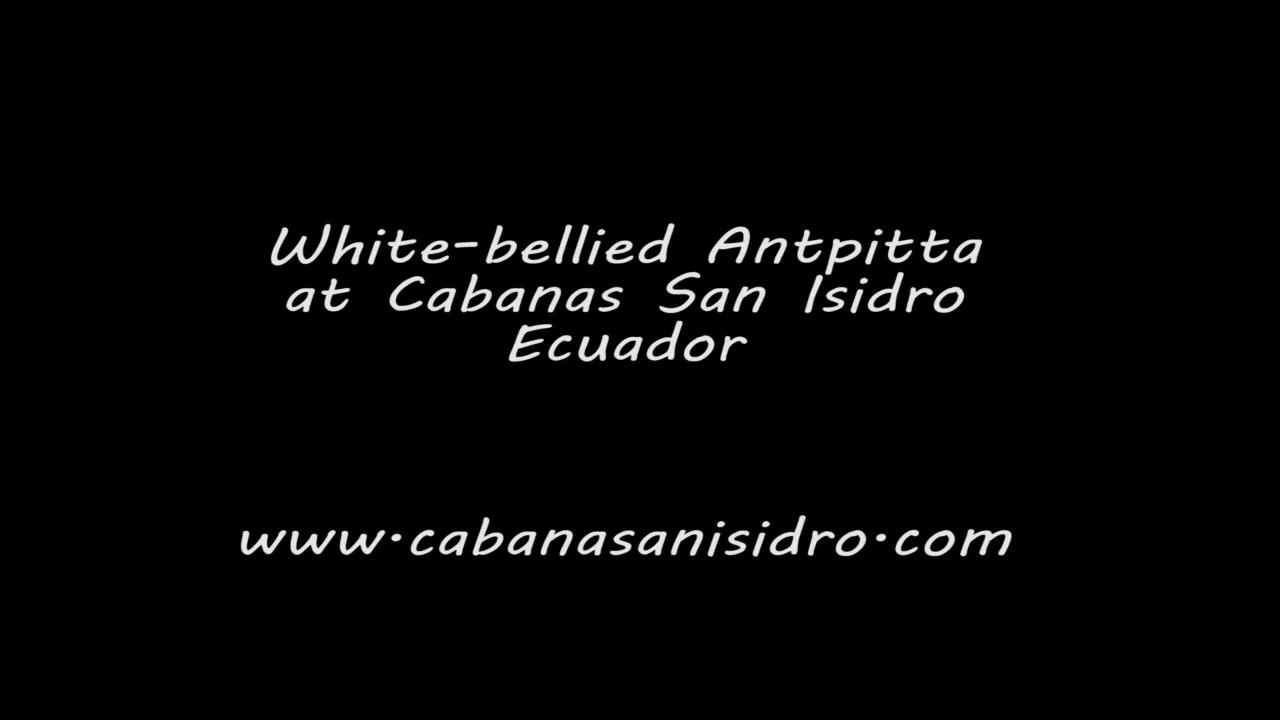 White-bellied Antpitta
at Cabanas San Isidro
Ecuador
www.cabanasanisidro.com